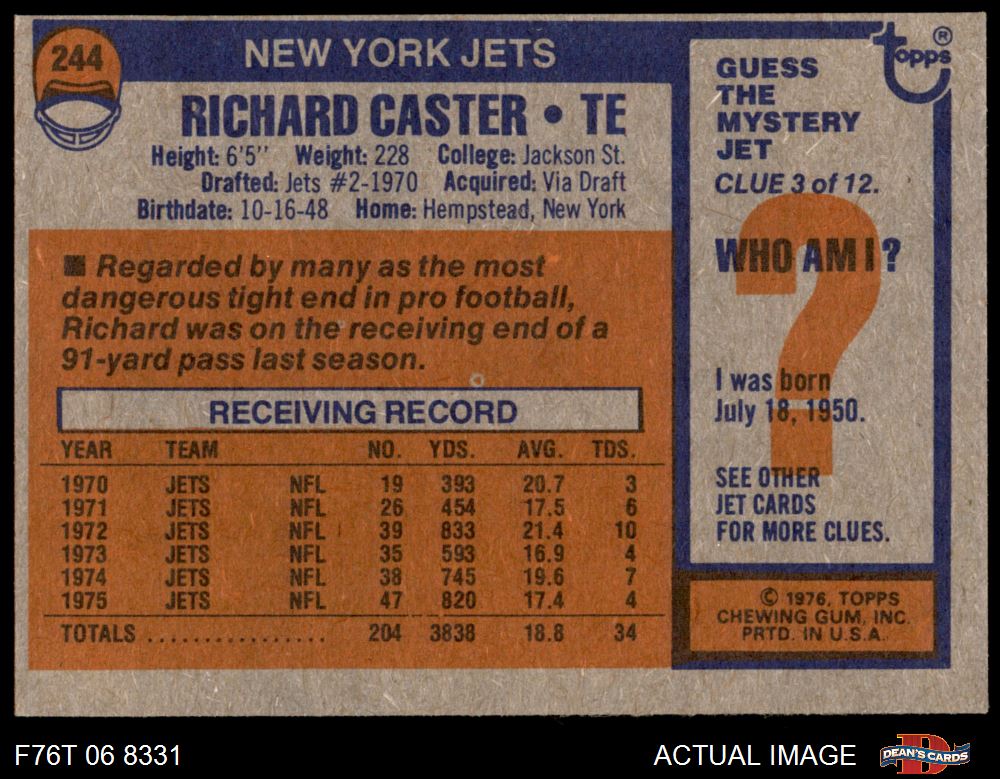 244
NEW YORK JETS
RICHARD CASTER • TE
Height: 6'5" Weight: 228 College: Jackson St.
Drafted: Jets #2-1970 Acquired: Via Draft
Birthdate: 10-16-48 Home: Hempstead, New York
■ Regarded by many as the most
dangerous tight end in pro football,
Richard was on the receiving end of a
91-yard pass last season.
RECEIVING RECORD
YEAR TEAM NO. YDS. AVG. TDS.
1970 JETS NFL 19 393 20.7 3
1971 JETS NFL 26 454 17.5 6
1972 JETS NFL 39 833 21.4 10
1973 JETS NFL 35 593 16.9 4
1974 JETS NFL 38 745 19.6 7
1975 JETS NFL 47 820 17.4 4
TOTALS ................ 204 3838 18.8 34
topps ®
GUESS
THE
MYSTERY
JET
CLUE 3 of 12.
?
WHO AM I?
I was born
July 18, 1950.
SEE OTHER
JET CARDS
FOR MORE CLUES.
© 1976, TOPPS
CHEWING GUM, INC.
PRTD. IN U.S.A.
F76T 06 8331
ACTUAL IMAGE
D
DEAN'S CARDS